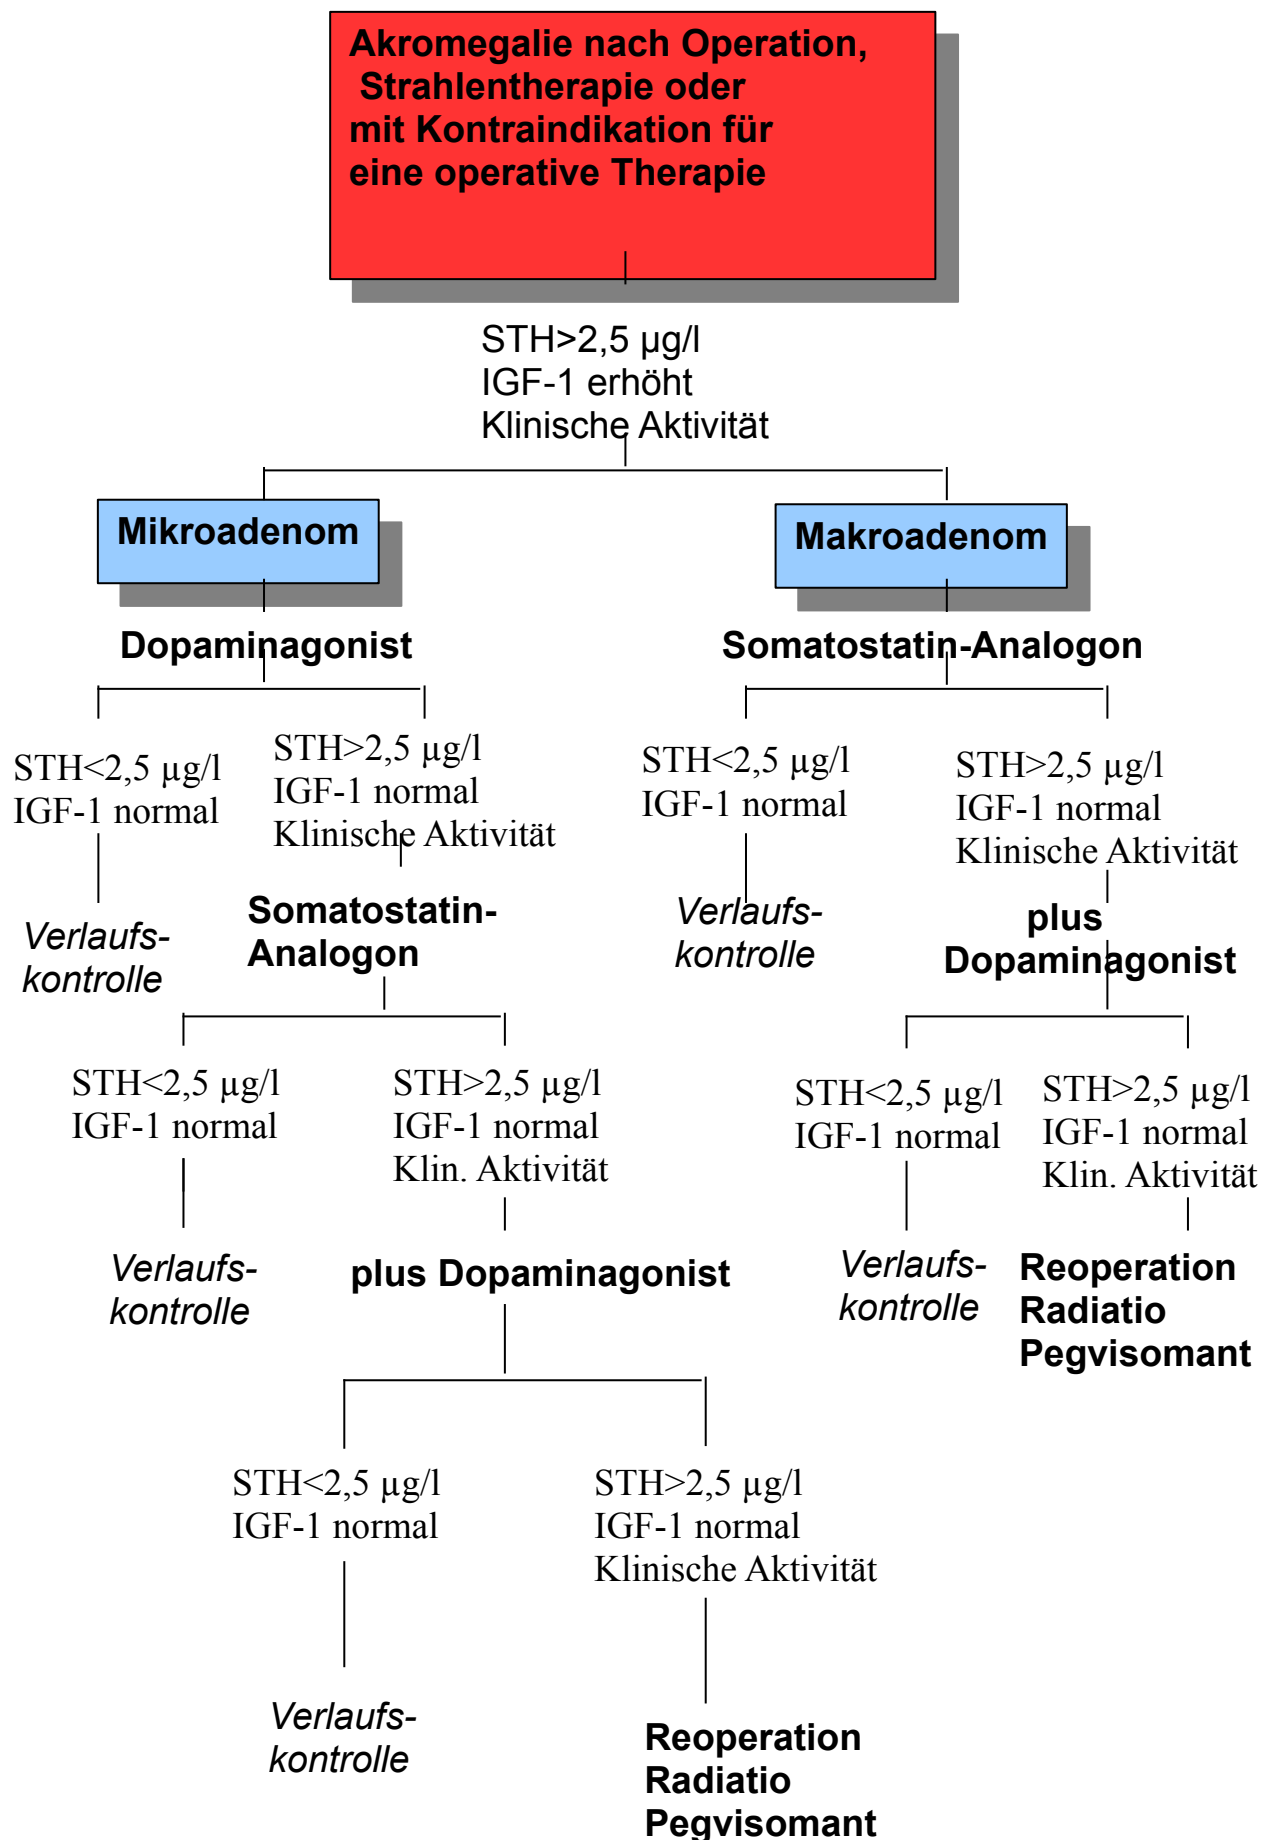 Akromegalie nach Operation,
Strahlentherapie oder
mit Kontraindikation für
eine operative Therapie
STH>2,5 µg/l
IGF-1 erhöht
Klinische Aktivität
Mikroadenom
Makroadenom
Dopaminagonist
Somatostatin-Analogon
STH<2,5 µg/l
IGF-1 normal
STH>2,5 µg/l
IGF-1 normal
Klinische Aktivität
STH<2,5 µg/l
IGF-1 normal
STH>2,5 µg/l
IGF-1 normal
Klinische Aktivität
Verlaufs-
kontrolle
Somatostatin-
Analogon
Verlaufs-
kontrolle
plus
Dopaminagonist
STH<2,5 µg/l
IGF-1 normal
STH>2,5 µg/l
IGF-1 normal
Klin. Aktivität
STH<2,5 µg/l
IGF-1 normal
STH>2,5 µg/l
IGF-1 normal
Klin. Aktivität
Verlaufs-
kontrolle
plus Dopaminagonist
Verlaufs-
kontrolle
Reoperation
Radiatio
Pegvisomant
STH<2,5 µg/l
IGF-1 normal
STH>2,5 µg/l
IGF-1 normal
Klinische Aktivität
Verlaufs-
kontrolle
Reoperation
Radiatio
Pegvisomant